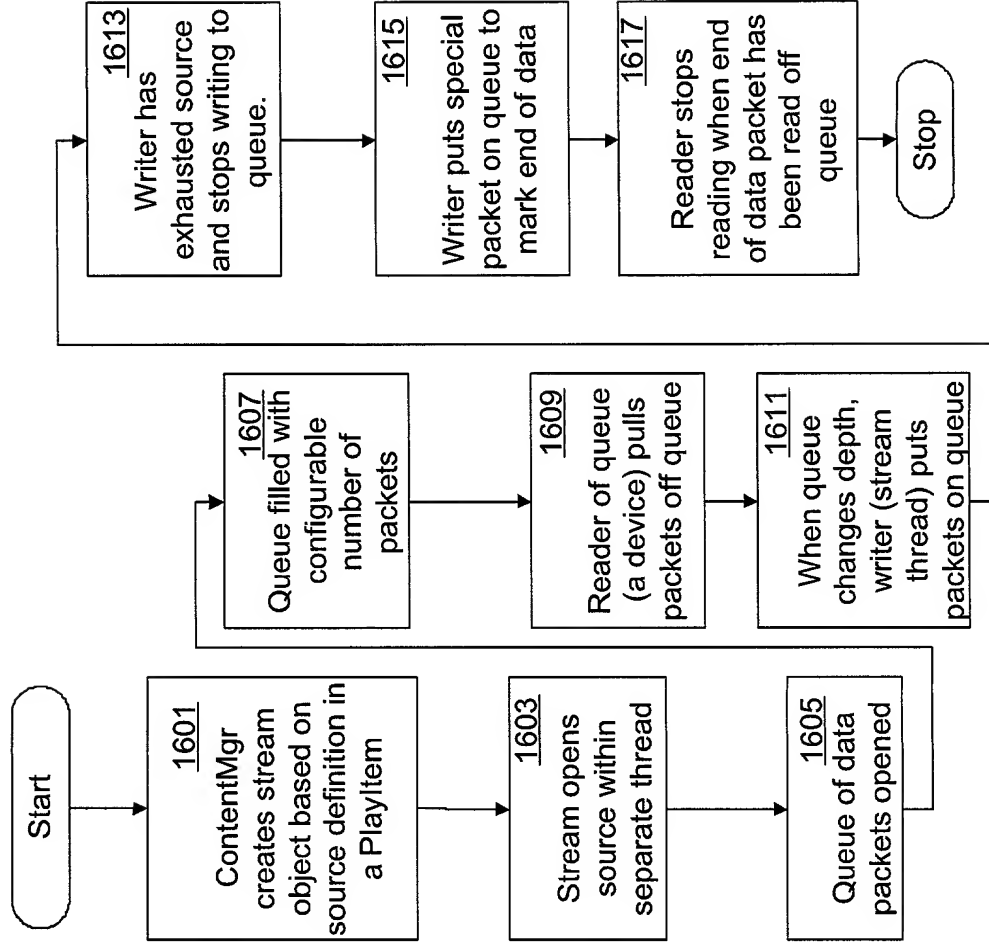 Start
1601
ContentMgr
creates stream
object based on
source definition in
a PlayItem
1603
Stream opens
source within
separate thread
1605
Queue of data
packets opened
1607
Queue filled with
configurable
number of
packets
1609
Reader of queue
(a device) pulls
packets off queue
1611
When queue
changes depth,
writer (stream
thread) puts
packets on queue
1613
Writer has
exhausted source
and stops writing to
queue.
1615
Writer puts special
packet on queue to
mark end of data
1617
Reader stops
reading when end
of data packet has
been read off
queue
Stop